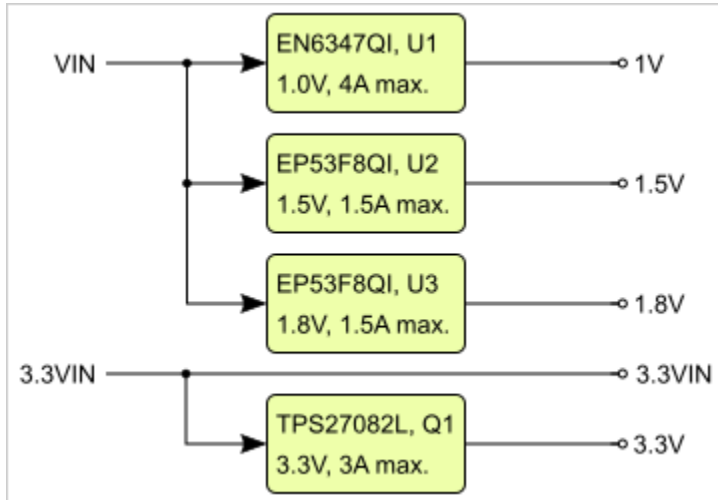 VIN
EN6347QI, U1
1.0V, 4A max.
1V
EP53F8QI, U2
1.5V, 1.5A max.
1.5V
EP53F8QI, U3
1.8V, 1.5A max.
1.8V
3.3VIN
3.3VIN
TPS27082L, Q1
3.3V, 3A max.
3.3V